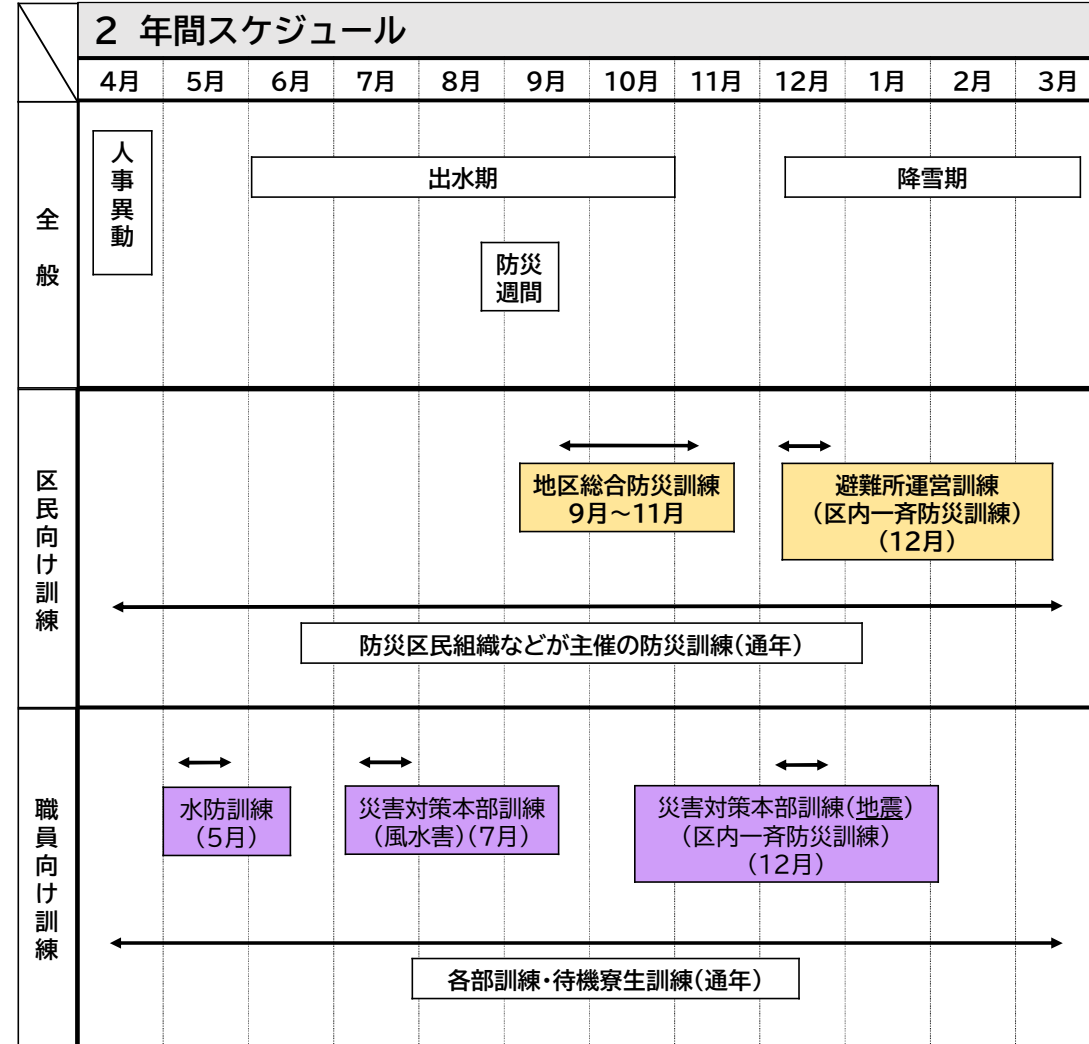 2 年間スケジュール
4月 5月 6月 7月 8月 9月 10月 11月 12月 1月 2月 3月
全般
人事異動
出水期
降雪期
防災
週間
区民向け訓練
地区総合防災訓練
9月～11月
避難所運営訓練
(区内一斉防災訓練)
(12月)
防災区民組織などが主催の防災訓練(通年)
職員向け訓練
水防訓練
(5月)
災害対策本部訓練
(風水害)(7月)
災害対策本部訓練(地震)
(区内一斉防災訓練)
(12月)
各部訓練・待機寮生訓練(通年)